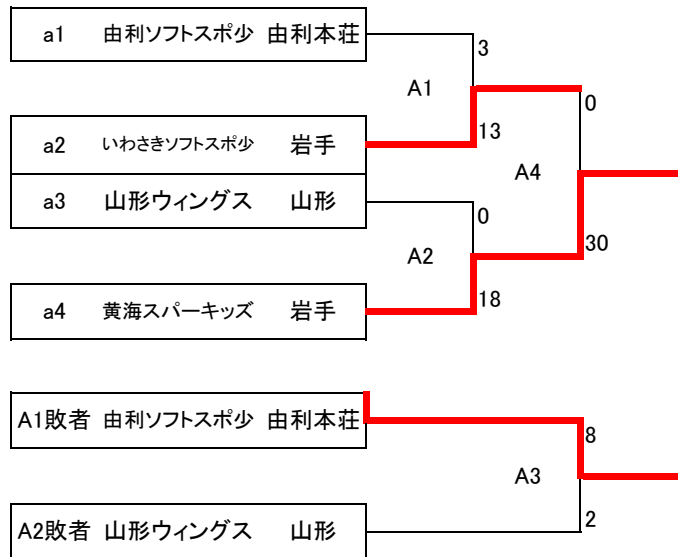 a1 由利ソフトスポ少 由利本荘
3
A1
0
13
a2 いわさきソフトスポ少 岩手
A4
a3 山形ウィングス 山形
0
30
A2
18
a4 黄海スパーキッズ 岩手
A1敗者 由利ソフトスポ少 由利本荘
8
A3
2
A2敗者 山形ウィングス 山形